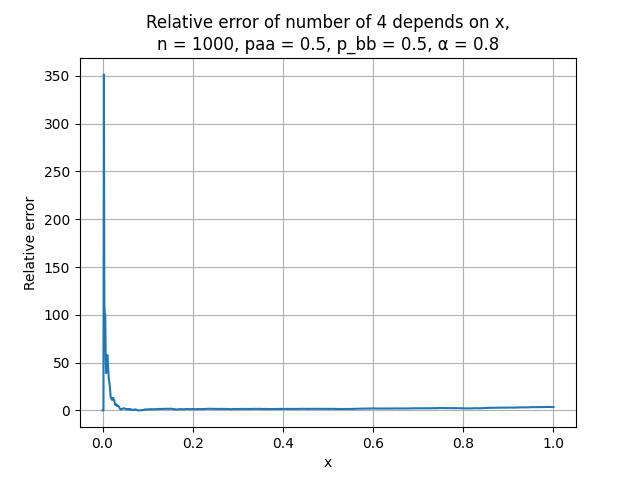 Relative error of number of 4 depends on x,
n = 1000, paa = 0.5, p_bb = 0.5, α = 0.8
350
300
250
200
150
100
50
0
Relative error
0.0 0.2 0.4 0.6 0.8 1.0
x